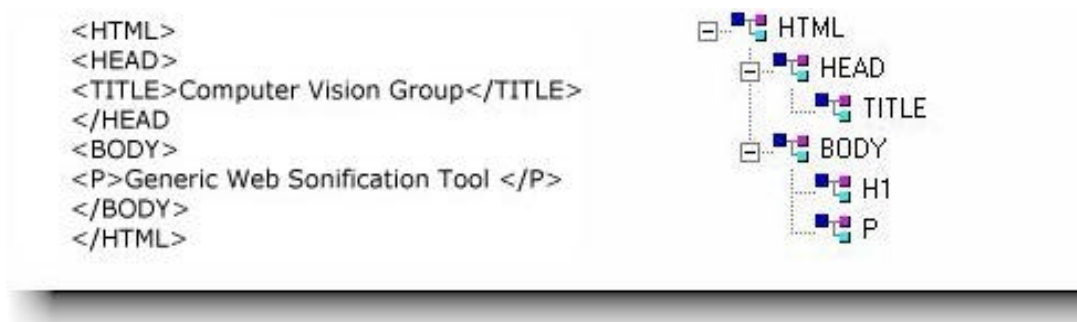 <HTML>
<HEAD>
<TITLE>Computer Vision Group</TITLE>
</HEAD
<BODY>
<P>Generic Web Sonification Tool </P>
</BODY>
</HTML>
HTML
HEAD
TITLE
BODY
H1
P